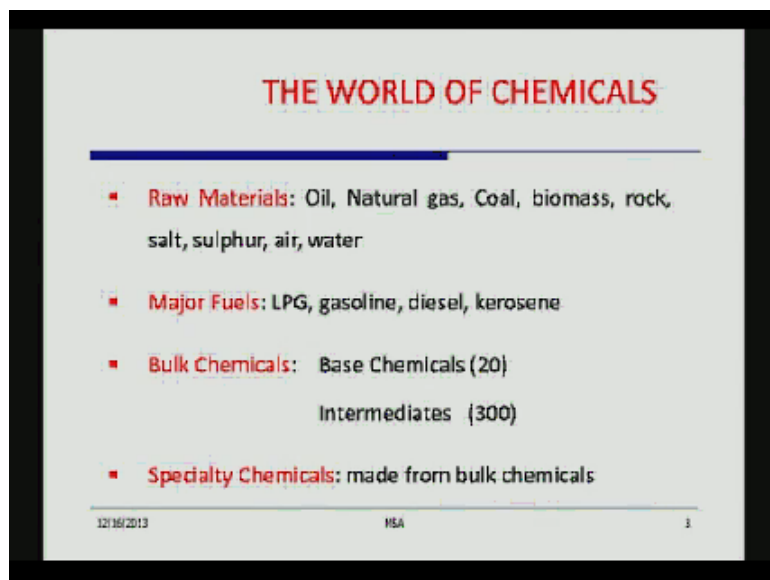 THE WORLD OF CHEMICALS
Raw Materials: Oil, Natural gas, Coal, biomass, rock,
salt, sulphur, air, water
Major Fuels: LPG, gasoline, diesel, kerosene
Bulk Chemicals: Base Chemicals (20)
Intermediates (300)
Specialty Chemicals: made from bulk chemicals
12/16/2013 MSA 3